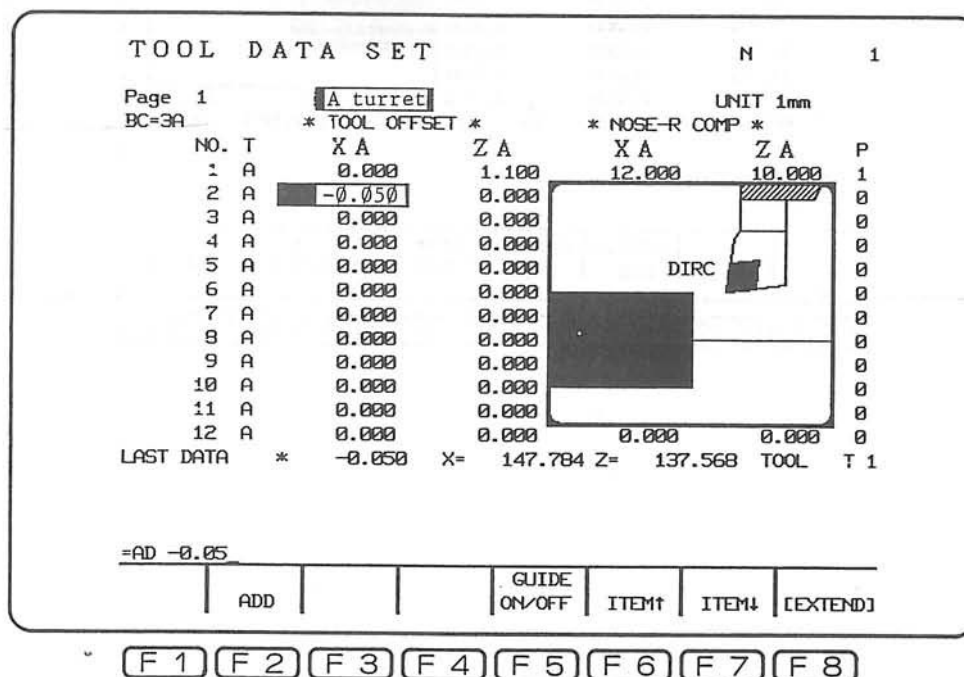 TOOL DATA SET N 1
Page 1 A turret UNIT 1mm
BC=3A * TOOL OFFSET * * NOSE-R COMP *
NO. T X A Z A X A Z A P
1 A 0.000 1.100 12.000 10.000 1
2 A -0.050 0.000 0
3 A 0.000 0.000 0
4 A 0.000 0.000 0
5 A 0.000 0.000 DIRC 0
6 A 0.000 0.000 0
7 A 0.000 0.000 0
8 A 0.000 0.000 0
9 A 0.000 0.000 0
10 A 0.000 0.000 0
11 A 0.000 0.000 0
12 A 0.000 0.000 0.000 0.000 0
LAST DATA * -0.050 X= 147.784 Z= 137.568 TOOL T 1
=AD -0.05_
ADD GUIDE ON/OFF ITEM↑ ITEM↓ [EXTEND]
F 1 F 2 F 3 F 4 F 5 F 6 F 7 F 8